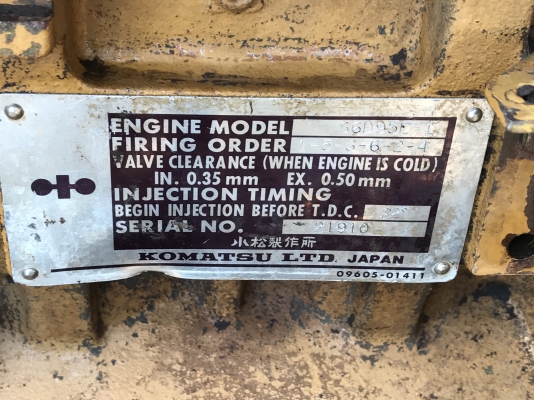 ENGINE MODEL
FIRING ORDER 1-5-3-6-2-4
VALVE CLEARANCE (WHEN ENGINE IS COLD)
IN. 0.35 mm EX. 0.50 mm
INJECTION TIMING
BEGIN INJECTION BEFORE T.D.C.
SERIAL NO.
小松製作所
KOMATSU LTD. JAPAN
09605-01411